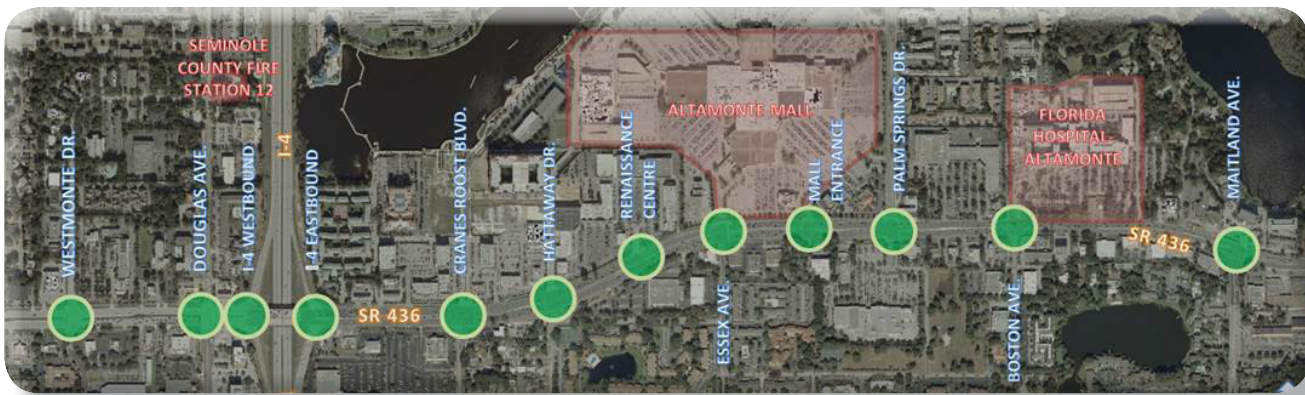 SEMINOLE
COUNTY FIRE
STATION 12
WESTMONTE DR.
DOUGLAS AVE.
I-4 WESTBOUND
I-4
I-4 EASTBOUND
SR 436
CRANES ROOST BLVD.
HATTAWAY DR.
RENAISSANCE
CENTRE
ALTAMONTE MALL
ESSEX AVE.
MALL
ENTRANCE
PALM SPRINGS DR.
FLORIDA
HOSPITAL-
ALTAMONTE
BOSTON AVE.
SR 436
MAITLAND AVE.